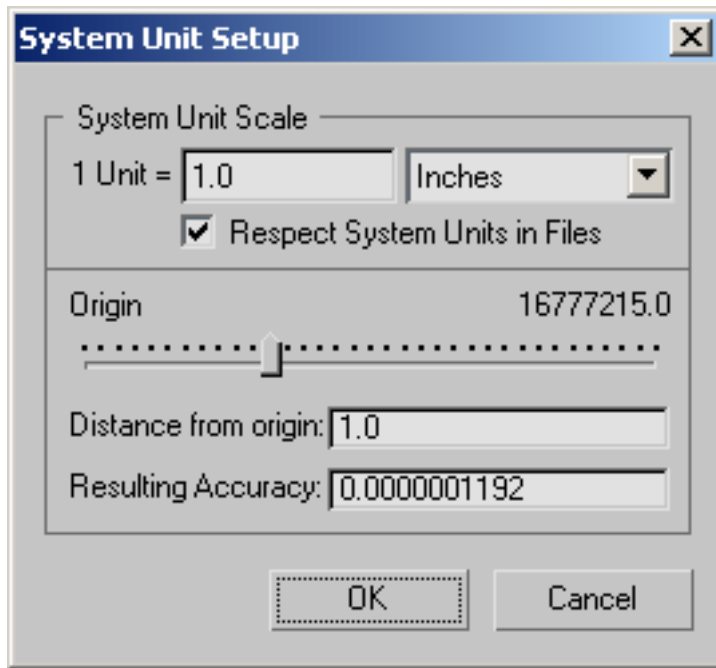 System Unit Setup
System Unit Scale
1 Unit = 1.0 Inches
Respect System Units in Files
Origin 16777215.0
Distance from origin: 1.0
Resulting Accuracy: 0.0000001192
OK Cancel